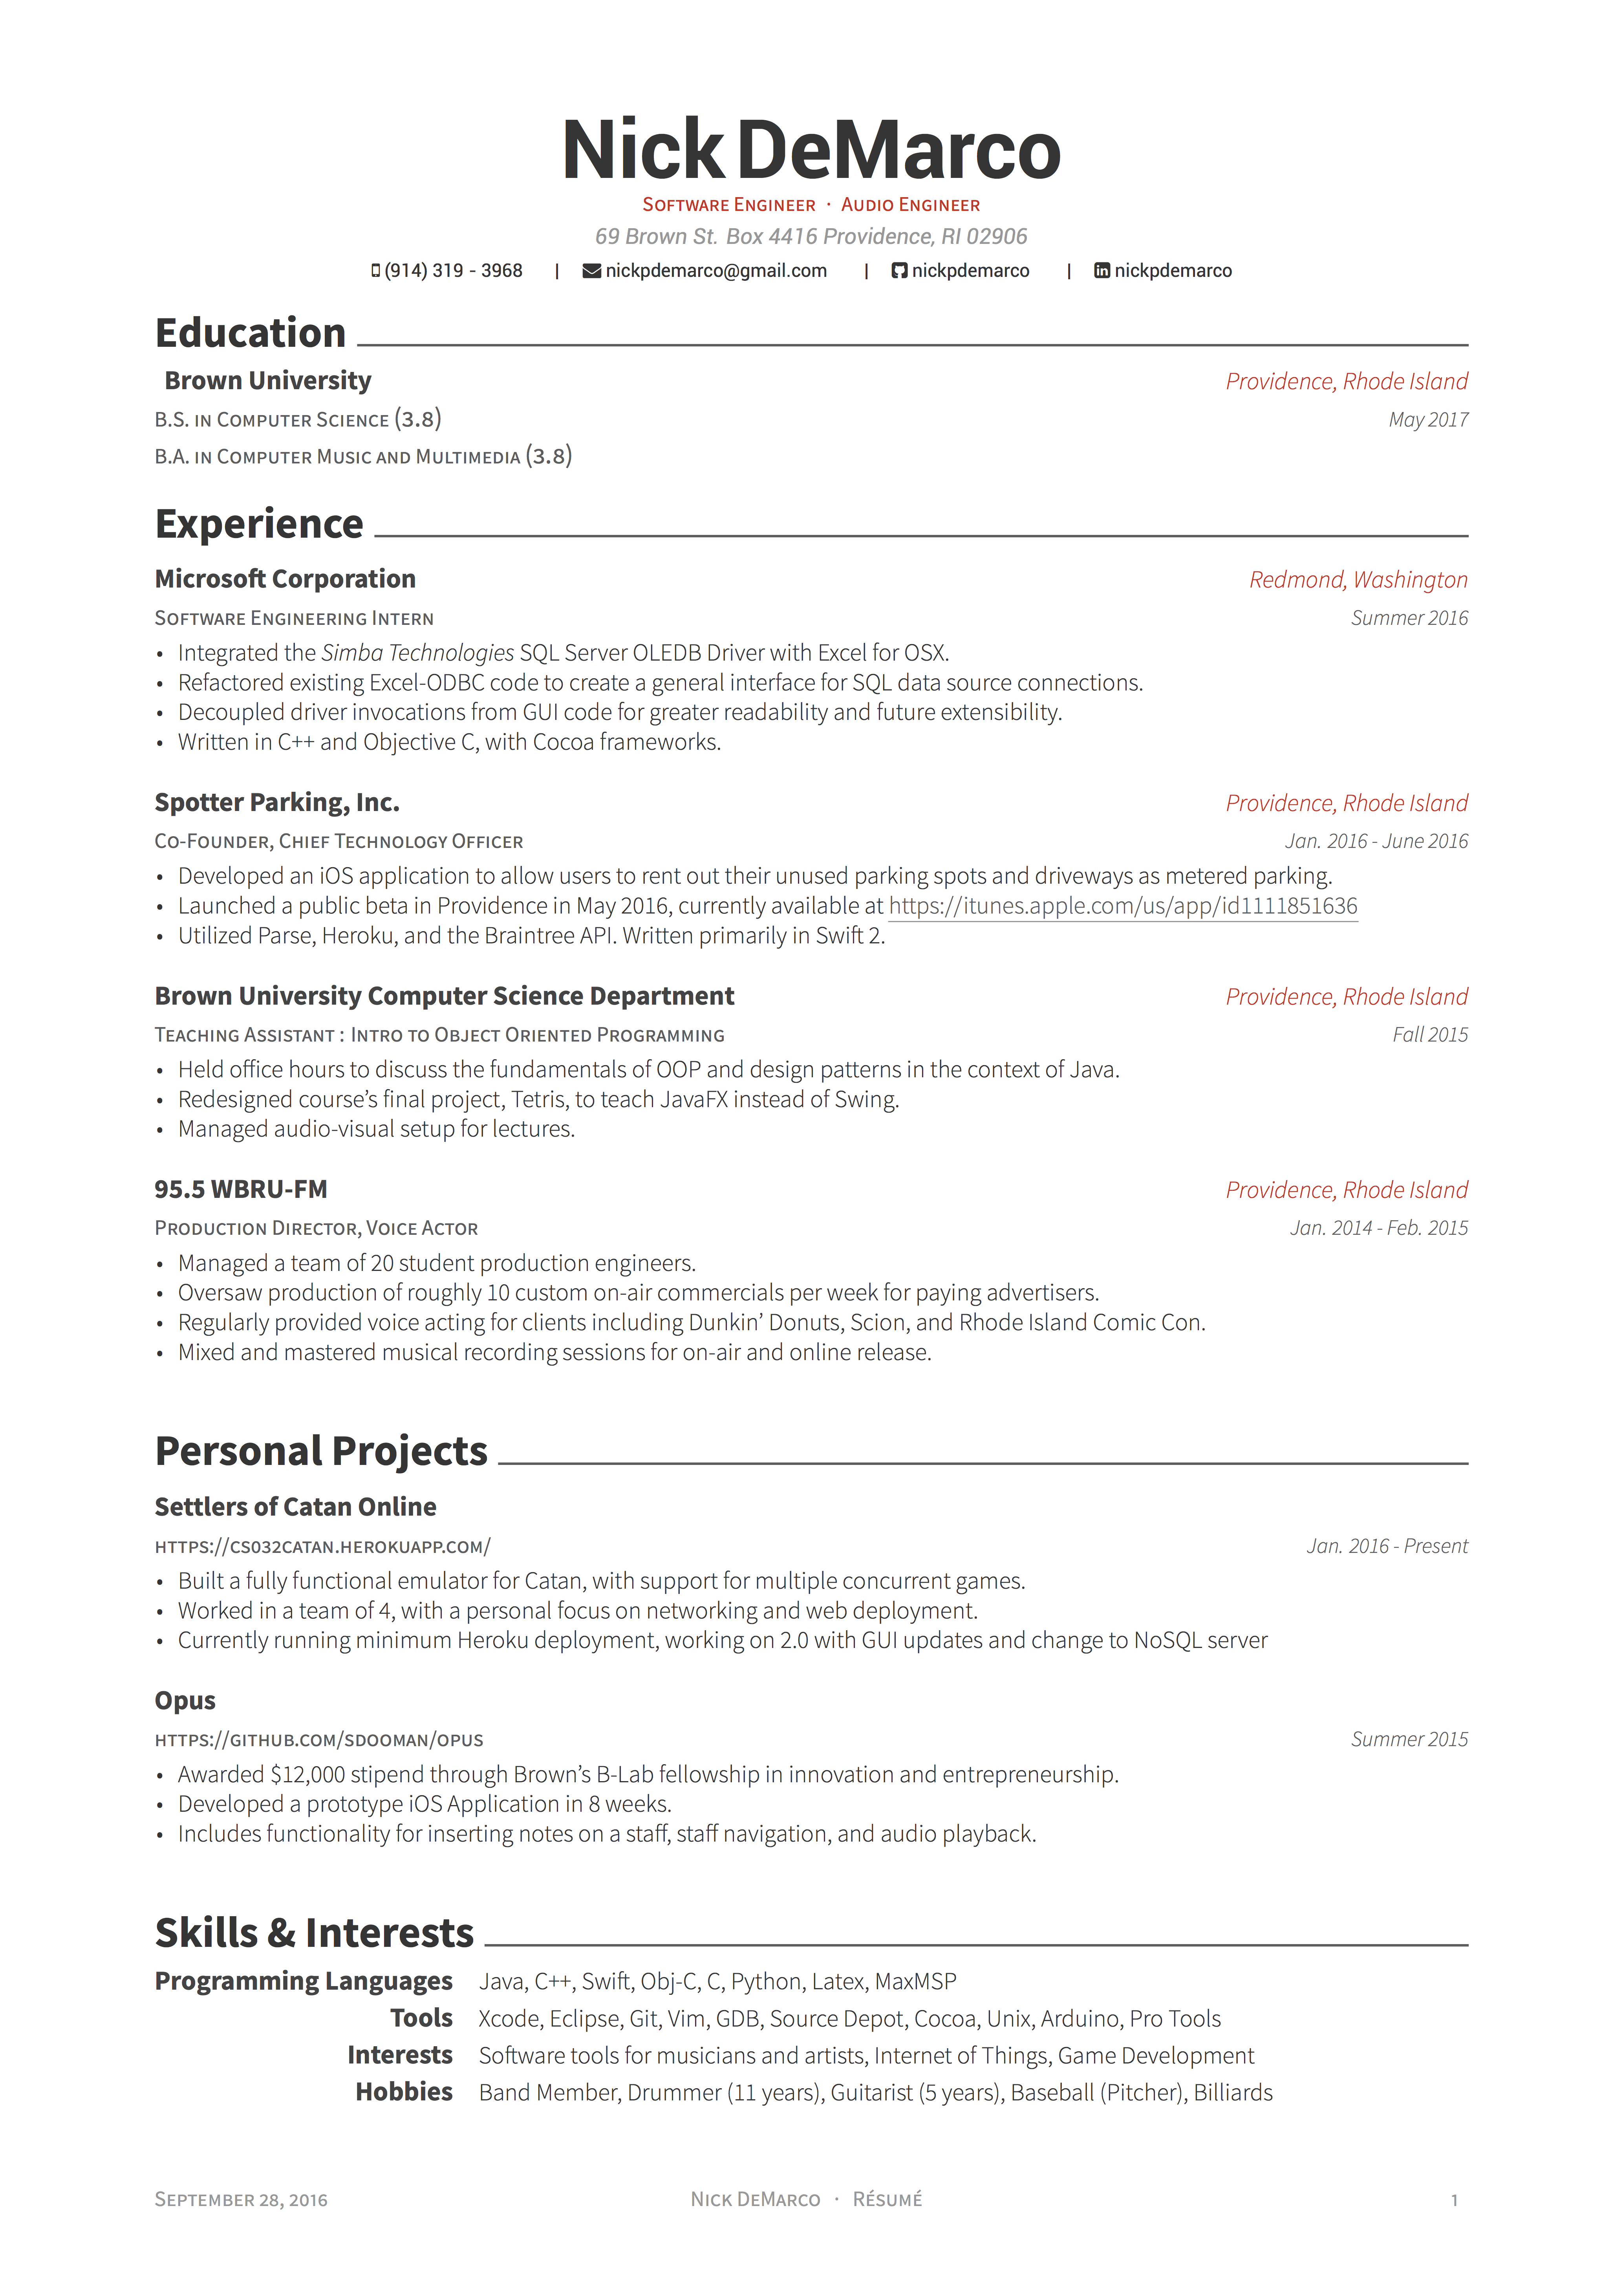 Nick DeMarco
Software Engineer · Audio Engineer
69 Brown St. Box 4416 Providence, RI 02906
(914) 319 - 3968 | nickpdemarco@gmail.com | nickpdemarco | nickpdemarco
Education
Brown University Providence, Rhode Island
B.S. in Computer Science (3.8) May 2017
B.A. in Computer Music and Multimedia (3.8)
Experience
Microsoft Corporation Redmond, Washington
Software Engineering Intern Summer 2016
• Integrated the Simba Technologies SQL Server OLEDB Driver with Excel for OSX.
• Refactored existing Excel-ODBC code to create a general interface for SQL data source connections.
• Decoupled driver invocations from GUI code for greater readability and future extensibility.
• Written in C++ and Objective C, with Cocoa frameworks.
Spotter Parking, Inc. Providence, Rhode Island
Co-Founder, Chief Technology Officer Jan. 2016 - June 2016
• Developed an iOS application to allow users to rent out their unused parking spots and driveways as metered parking.
• Launched a public beta in Providence in May 2016, currently available at https://itunes.apple.com/us/app/id1111851636
• Utilized Parse, Heroku, and the Braintree API. Written primarily in Swift 2.
Brown University Computer Science Department Providence, Rhode Island
Teaching Assistant : Intro to Object Oriented Programming Fall 2015
• Held office hours to discuss the fundamentals of OOP and design patterns in the context of Java.
• Redesigned course's final project, Tetris, to teach JavaFX instead of Swing.
• Managed audio-visual setup for lectures.
95.5 WBRU-FM Providence, Rhode Island
Production Director, Voice Actor Jan. 2014 - Feb. 2015
• Managed a team of 20 student production engineers.
• Oversaw production of roughly 10 custom on-air commercials per week for paying advertisers.
• Regularly provided voice acting for clients including Dunkin' Donuts, Scion, and Rhode Island Comic Con.
• Mixed and mastered musical recording sessions for on-air and online release.
Personal Projects
Settlers of Catan Online
https://cs032catan.herokuapp.com/ Jan. 2016 - Present
• Built a fully functional emulator for Catan, with support for multiple concurrent games.
• Worked in a team of 4, with a personal focus on networking and web deployment.
• Currently running minimum Heroku deployment, working on 2.0 with GUI updates and change to NoSQL server
Opus
https://github.com/sdooman/opus Summer 2015
• Awarded $12,000 stipend through Brown's B-Lab fellowship in innovation and entrepreneurship.
• Developed a prototype iOS Application in 8 weeks.
• Includes functionality for inserting notes on a staff, staff navigation, and audio playback.
Skills & Interests
Programming Languages Java, C++, Swift, Obj-C, C, Python, Latex, MaxMSP
Tools Xcode, Eclipse, Git, Vim, GDB, Source Depot, Cocoa, Unix, Arduino, Pro Tools
Interests Software tools for musicians and artists, Internet of Things, Game Development
Hobbies Band Member, Drummer (11 years), Guitarist (5 years), Baseball (Pitcher), Billiards
September 28, 2016 Nick DeMarco · Résumé 1